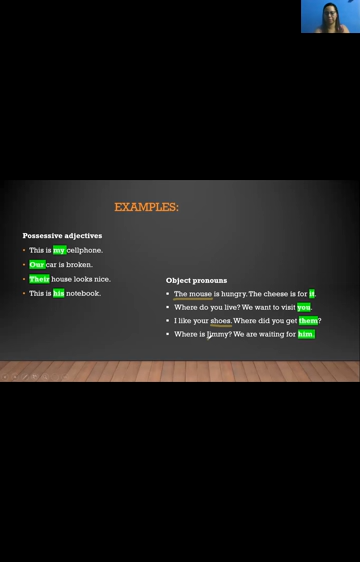 EXAMPLES:
Possessive adjectives
This is my cellphone.
Our car is broken.
Their house looks nice.
This is his notebook.
Object pronouns
The mouse is hungry. The cheese is for it.
Where do you live? We want to visit you.
I like your shoes. Where did you get them?
Where is Jimmy? We are waiting for him.